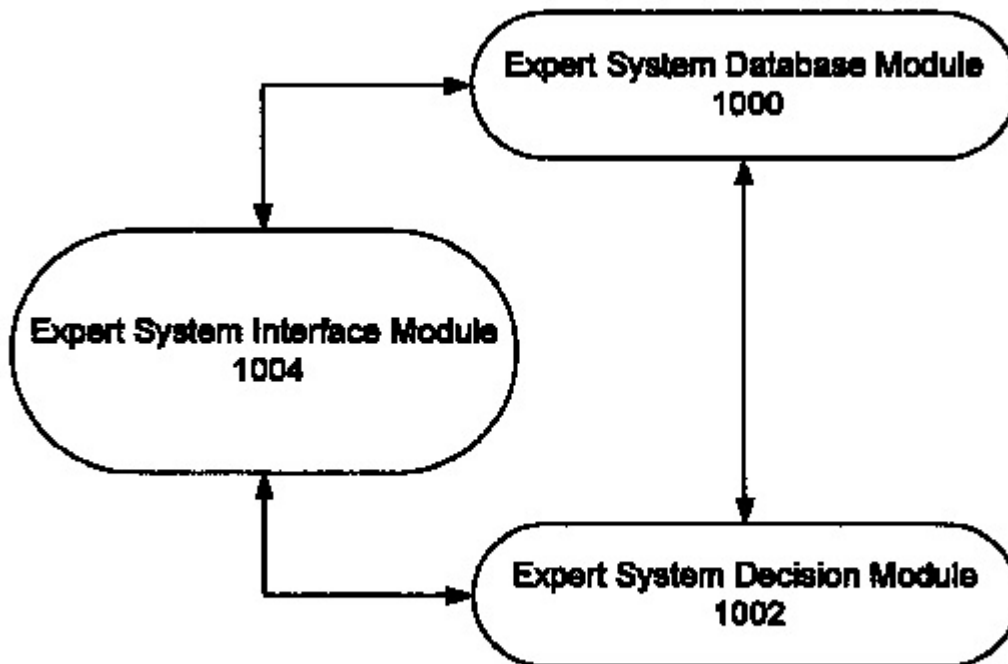 Expert System Database Module
1000
Expert System Interface Module
1004
Expert System Decision Module
1002